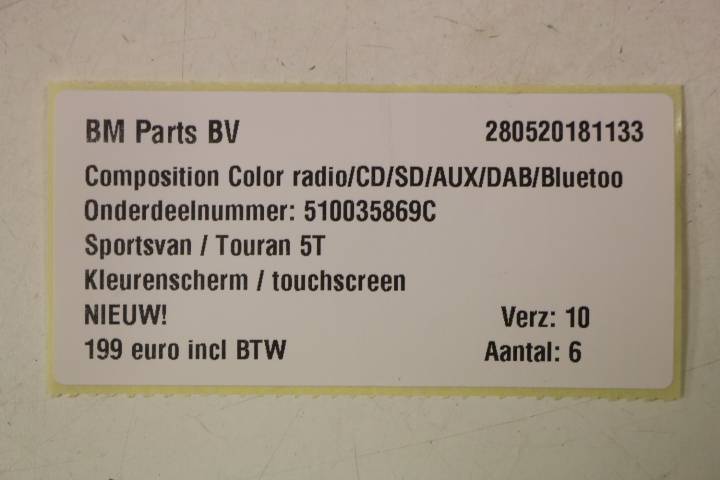 BM Parts BV 280520181133
Composition Color radio/CD/SD/AUX/DAB/Bluetoo
Onderdeelnummer: 510035869C
Sportsvan / Touran 5T
Kleurenscherm / touchscreen
NIEUW! Verz: 10
199 euro incl BTW Aantal: 6